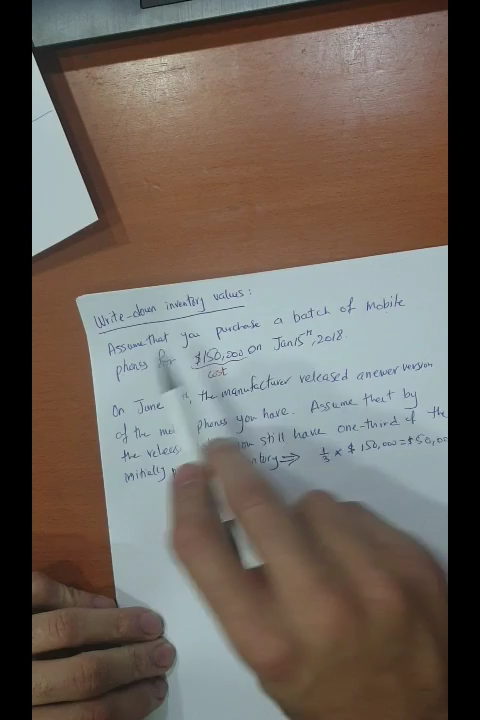 Write-down inventory values:
Assume that you purchase a batch of mobile
phones for $150,000 on Jan 15th, 2018.
cost
On June the manufacturer released a newer version
of the phones you have. Assume that by
the you still have one-third of the
initially ⇒ 1/3 × $150,000 = $50,00